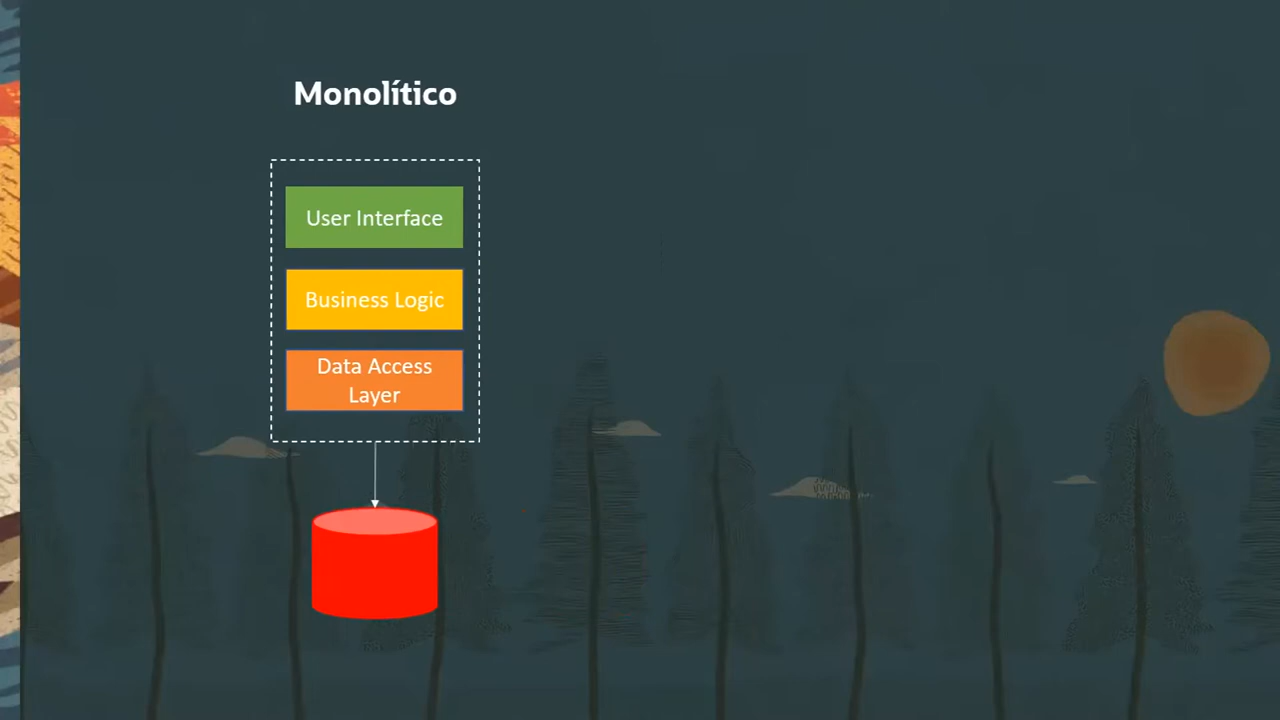 Monolítico
User Interface
Business Logic
Data Access
Layer